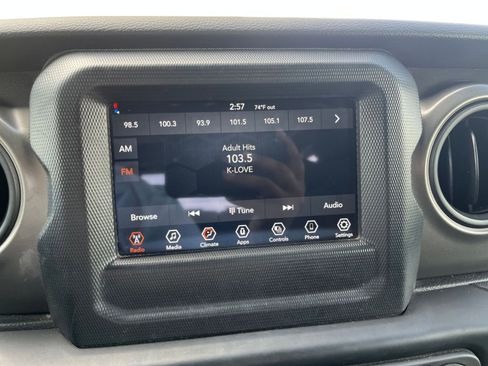 2:57 74°F out
98.5 100.3 93.9 101.5 105.1 107.5
AM
FM
Adult Hits
103.5
K-LOVE
Browse Tune Audio
Radio Media Climate Apps Controls Phone Settings